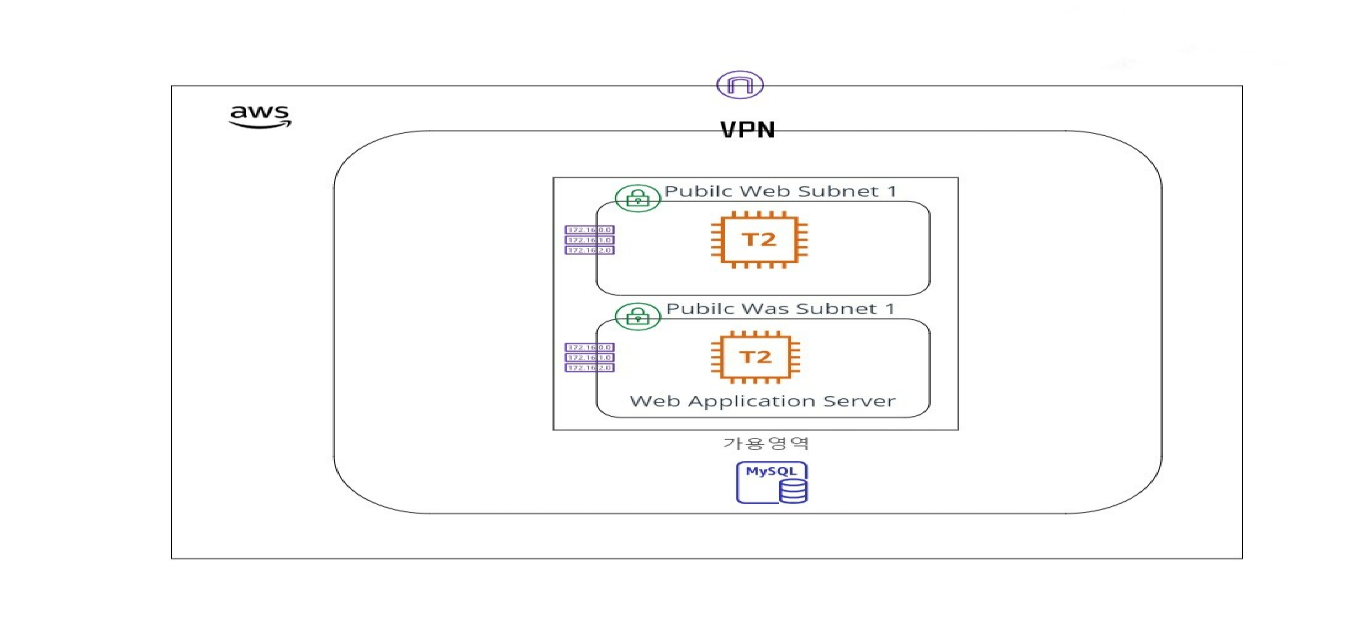 aws
VPN
Pubilc Web Subnet 1
172.16.0.0
172.16.1.0
172.16.2.0
T2
Pubilc Was Subnet 1
172.16.0.0
172.16.1.0
172.16.2.0
T2
Web Application Server
가용영역
MySQL